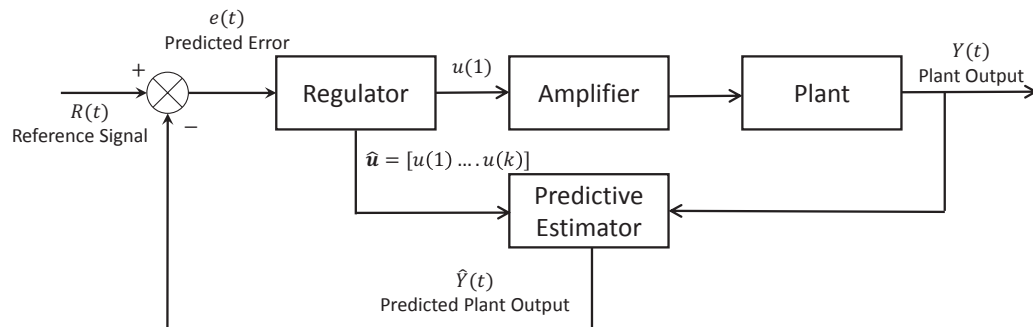 e(t)
Predicted Error
Y(t)
Plant Output
+
Regulator
u(1)
Amplifier
Plant
R(t)
Reference Signal
−
û = [u(1) .... u(k)]
Predictive
Estimator
Ŷ(t)
Predicted Plant Output